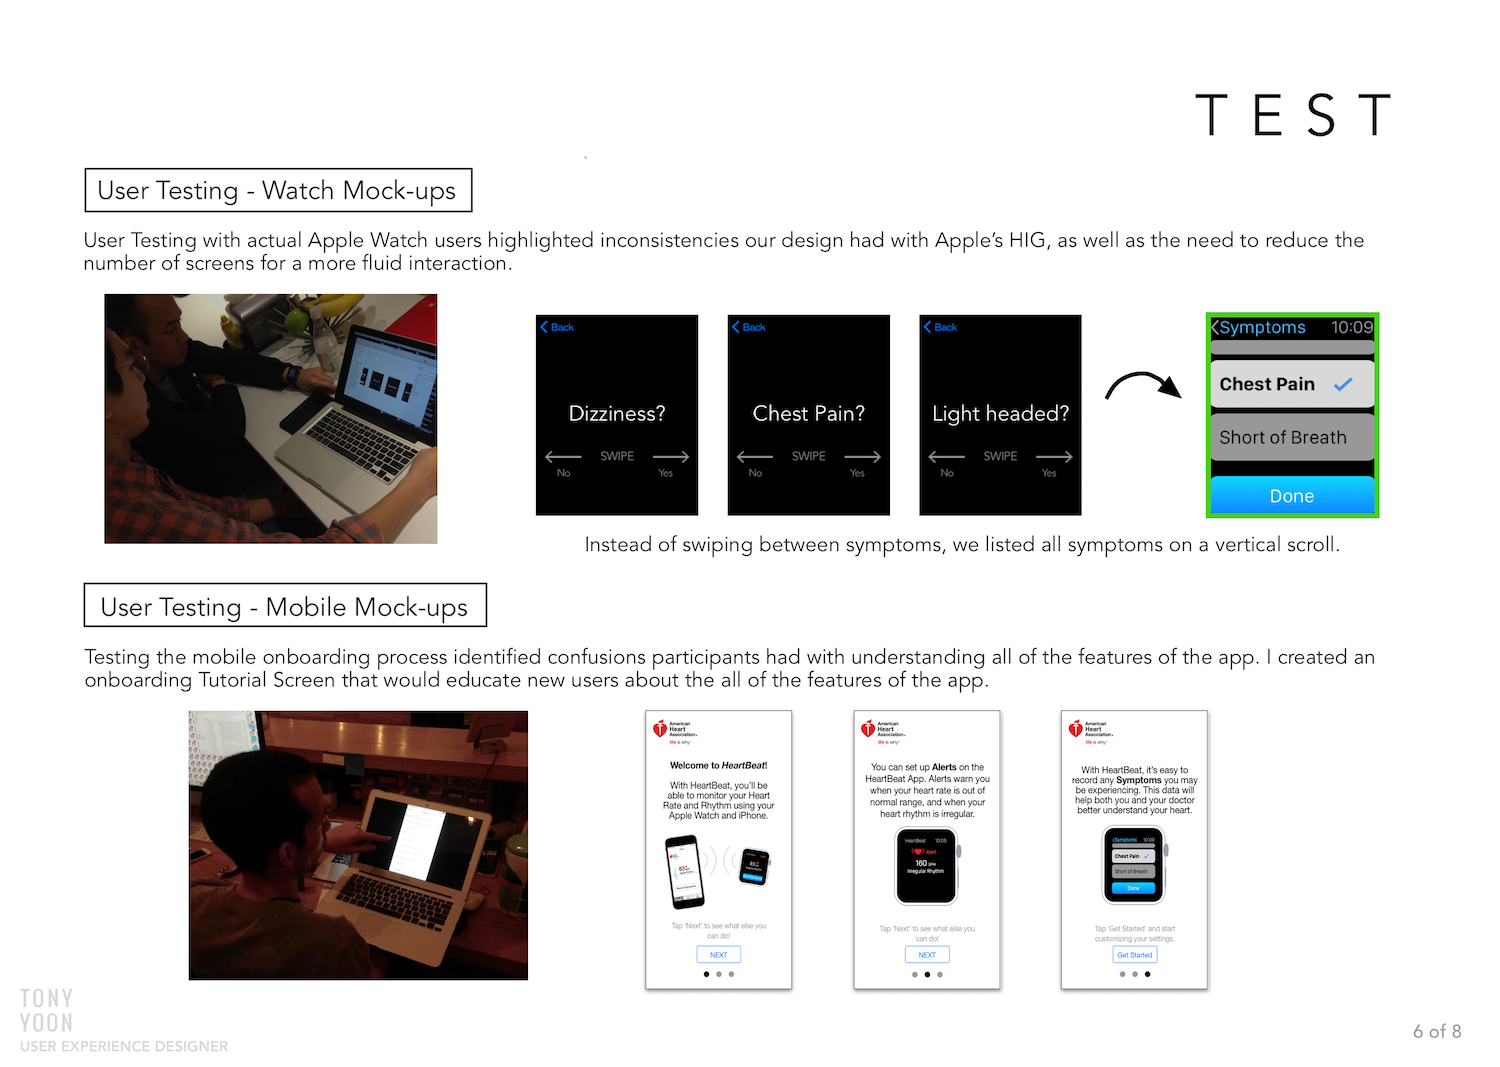 TEST
User Testing - Watch Mock-ups
User Testing with actual Apple Watch users highlighted inconsistencies our design had with Apple's HIG, as well as the need to reduce the
number of screens for a more fluid interaction.
Back
Dizziness?
SWIPE
No Yes
Back
Chest Pain?
SWIPE
No Yes
Back
Light headed?
SWIPE
No Yes
Symptoms 10:09
Chest Pain
Short of Breath
Done
Instead of swiping between symptoms, we listed all symptoms on a vertical scroll.
User Testing - Mobile Mock-ups
Testing the mobile onboarding process identified confusions participants had with understanding all of the features of the app. I created an
onboarding Tutorial Screen that would educate new users about the all of the features of the app.
American
Heart
Association®
life is why™
Welcome to HeartBeat!
With HeartBeat, you'll be
able to monitor your Heart
Rate and Rhythm using your
Apple Watch and iPhone.
83
83
Tap 'Next' to see what else you
can do!
NEXT
American
Heart
Association®
life is why™
You can set up Alerts on the
HeartBeat App. Alerts warn you
when your heart rate is out of
normal range, and when your
heart rhythm is irregular.
HeartBeat 10:09
Alert
160 BPM
Irregular Rhythm
Tap 'Next' to see what else you
can do!
NEXT
American
Heart
Association®
life is why™
With HeartBeat, it's easy to
record any Symptoms you may
be experiencing. This data will
help both you and your doctor
better understand your heart.
Symptoms 10:09
Chest Pain
Short of Breath
Done
Tap 'Get Started' and start
customizing your settings.
Get Started
TONY
YOON
USER EXPERIENCE DESIGNER
6 of 8